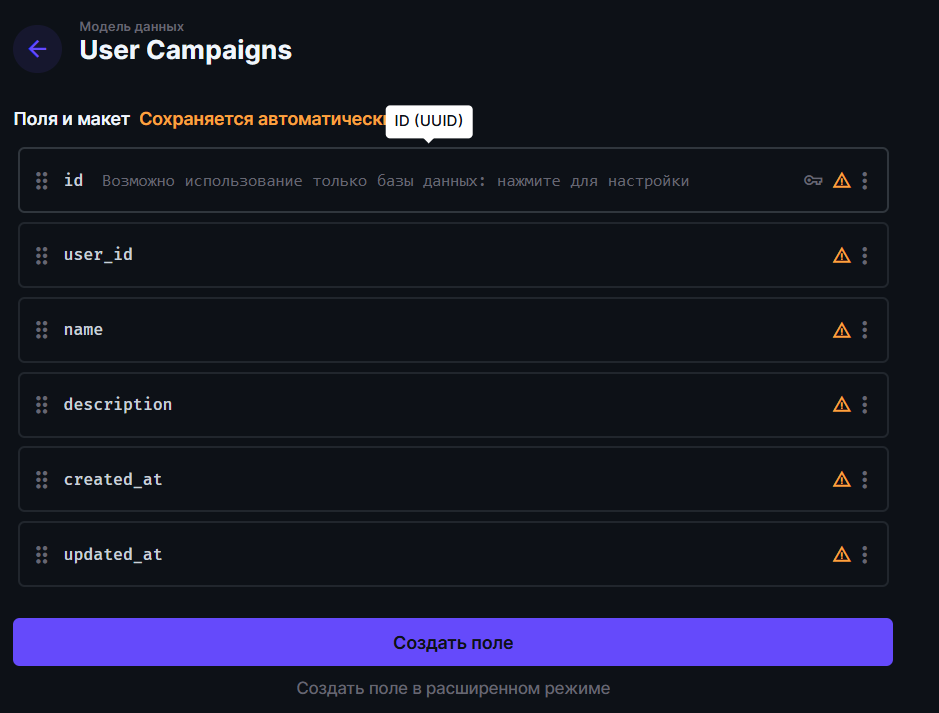 Модель данных
User Campaigns
Поля и макет Сохраняется автоматически
ID (UUID)
id Возможно использование только базы данных: нажмите для настройки
user_id
name
description
created_at
updated_at
Создать поле
Создать поле в расширенном режиме